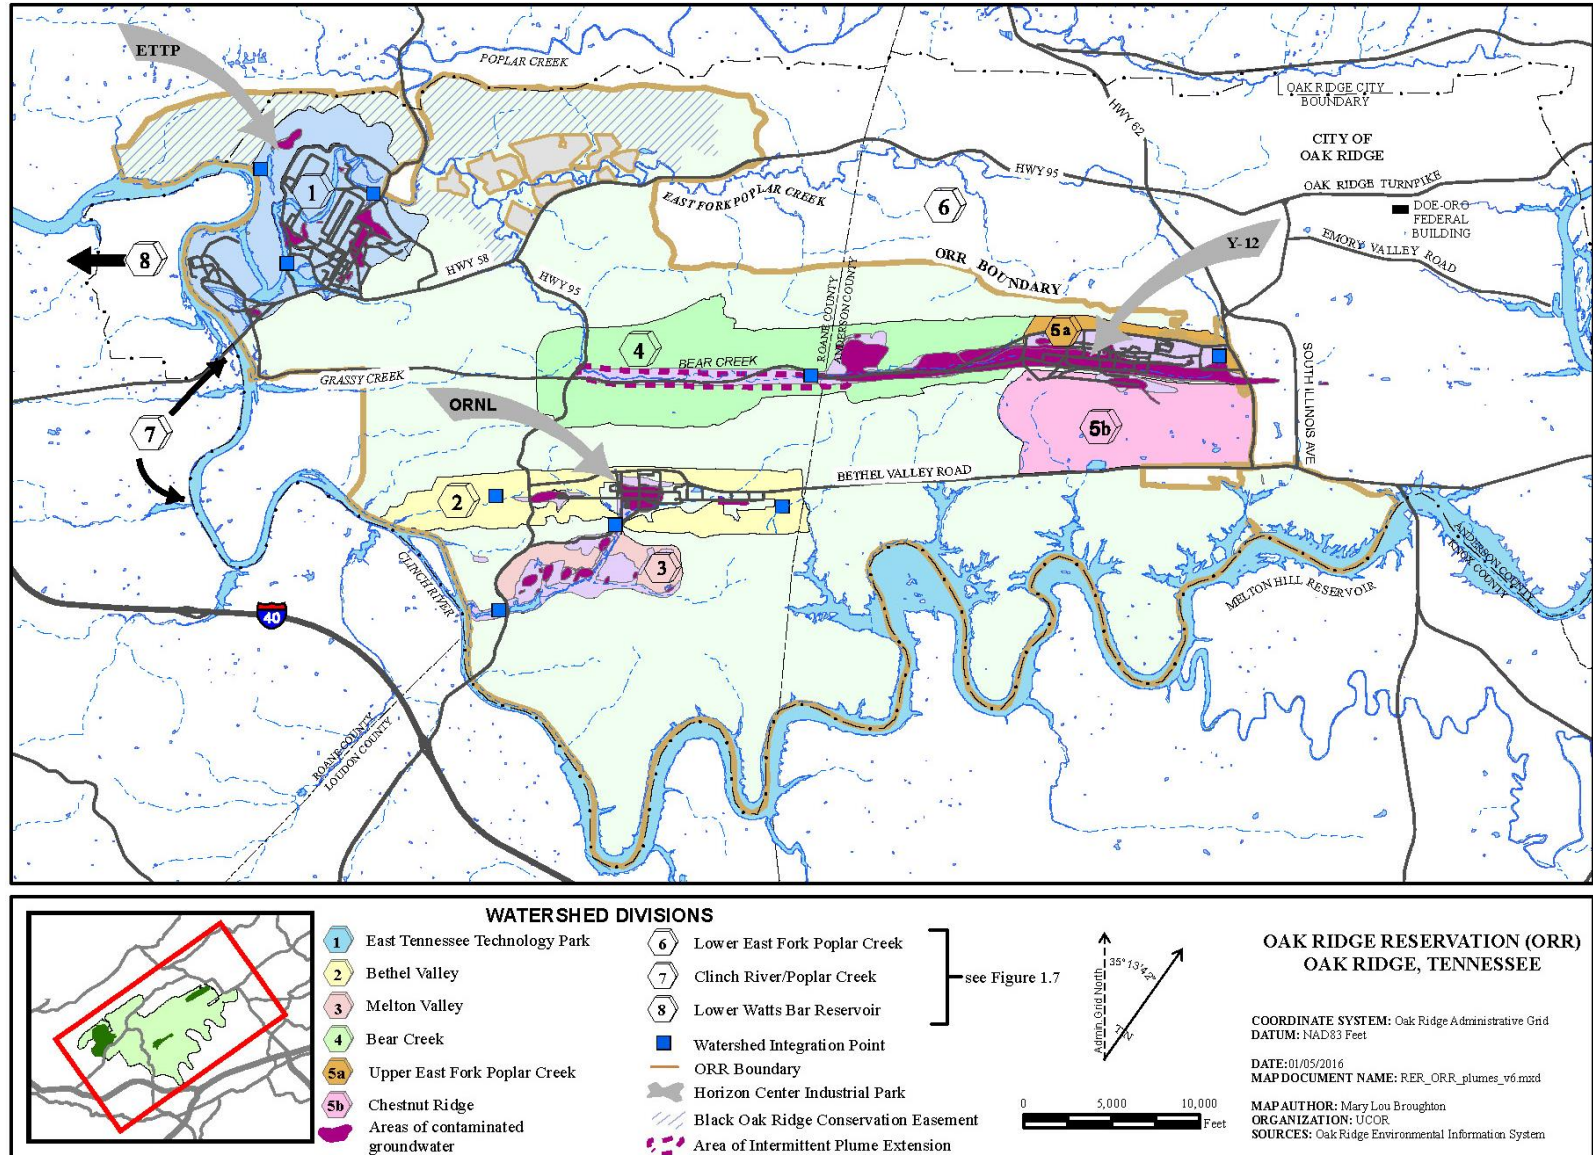 ETTP
POPLAR CREEK
OAK RIDGE CITY
BOUNDARY
HWY 62
CITY OF
OAK RIDGE
1
HWY 95
OAK RIDGE TURNPIKE
EAST FORK POPLAR CREEK
6
DOE-ORO
FEDERAL
BUILDING
Y-12
EMORY VALLEY ROAD
8
HWY 58
HWY 95
ORR BOUNDARY
ROANE COUNTY
ANDERSON COUNTY
5a
4
BEAR CREEK
SOUTH ILLINOIS AVE
GRASSY CREEK
ORNL
7
5b
BETHEL VALLEY ROAD
2
3
CLINCH RIVER
ANDERSON COUNTY
KNOX COUNTY
MELTON HILL RESERVOIR
40
ROANE COUNTY
LOUDON COUNTY
WATERSHED DIVISIONS
1 East Tennessee Technology Park
2 Bethel Valley
3 Melton Valley
4 Bear Creek
5a Upper East Fork Poplar Creek
5b Chestnut Ridge
Areas of contaminated
groundwater
6 Lower East Fork Poplar Creek
7 Clinch River/Poplar Creek
8 Lower Watts Bar Reservoir
see Figure 1.7
Watershed Integration Point
ORR Boundary
Horizon Center Industrial Park
Black Oak Ridge Conservation Easement
Area of Intermittent Plume Extension
Admin Grid North
35°13'42"
TN
0 5,000 10,000
Feet
OAK RIDGE RESERVATION (ORR)
OAK RIDGE, TENNESSEE
COORDINATE SYSTEM: Oak Ridge Administrative Grid
DATUM: NAD83 Feet
DATE:01/05/2016
MAP DOCUMENT NAME: RER_ORR_plumes_v6.mxd
MAP AUTHOR: Mary Lou Broughton
ORGANIZATION: UCOR
SOURCES: Oak Ridge Environmental Information System